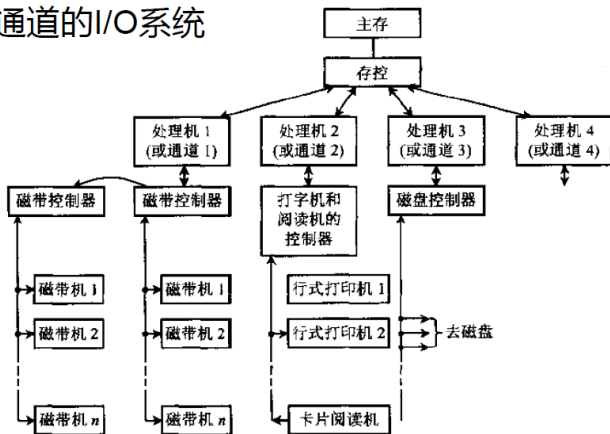 通道的I/O系统
主存
存控
处理机 1
(或通道 1)
处理机 2
(或通道 2)
处理机 3
(或通道 3)
处理机 4
(或通道 4)
磁带控制器
磁带控制器
打字机和
阅读机的
控制器
磁盘控制器
磁带机 1
磁带机 1
行式打印机 1
磁带机 2
磁带机 2
行式打印机 2
去磁盘
磁带机 n
磁带机 n
卡片阅读机